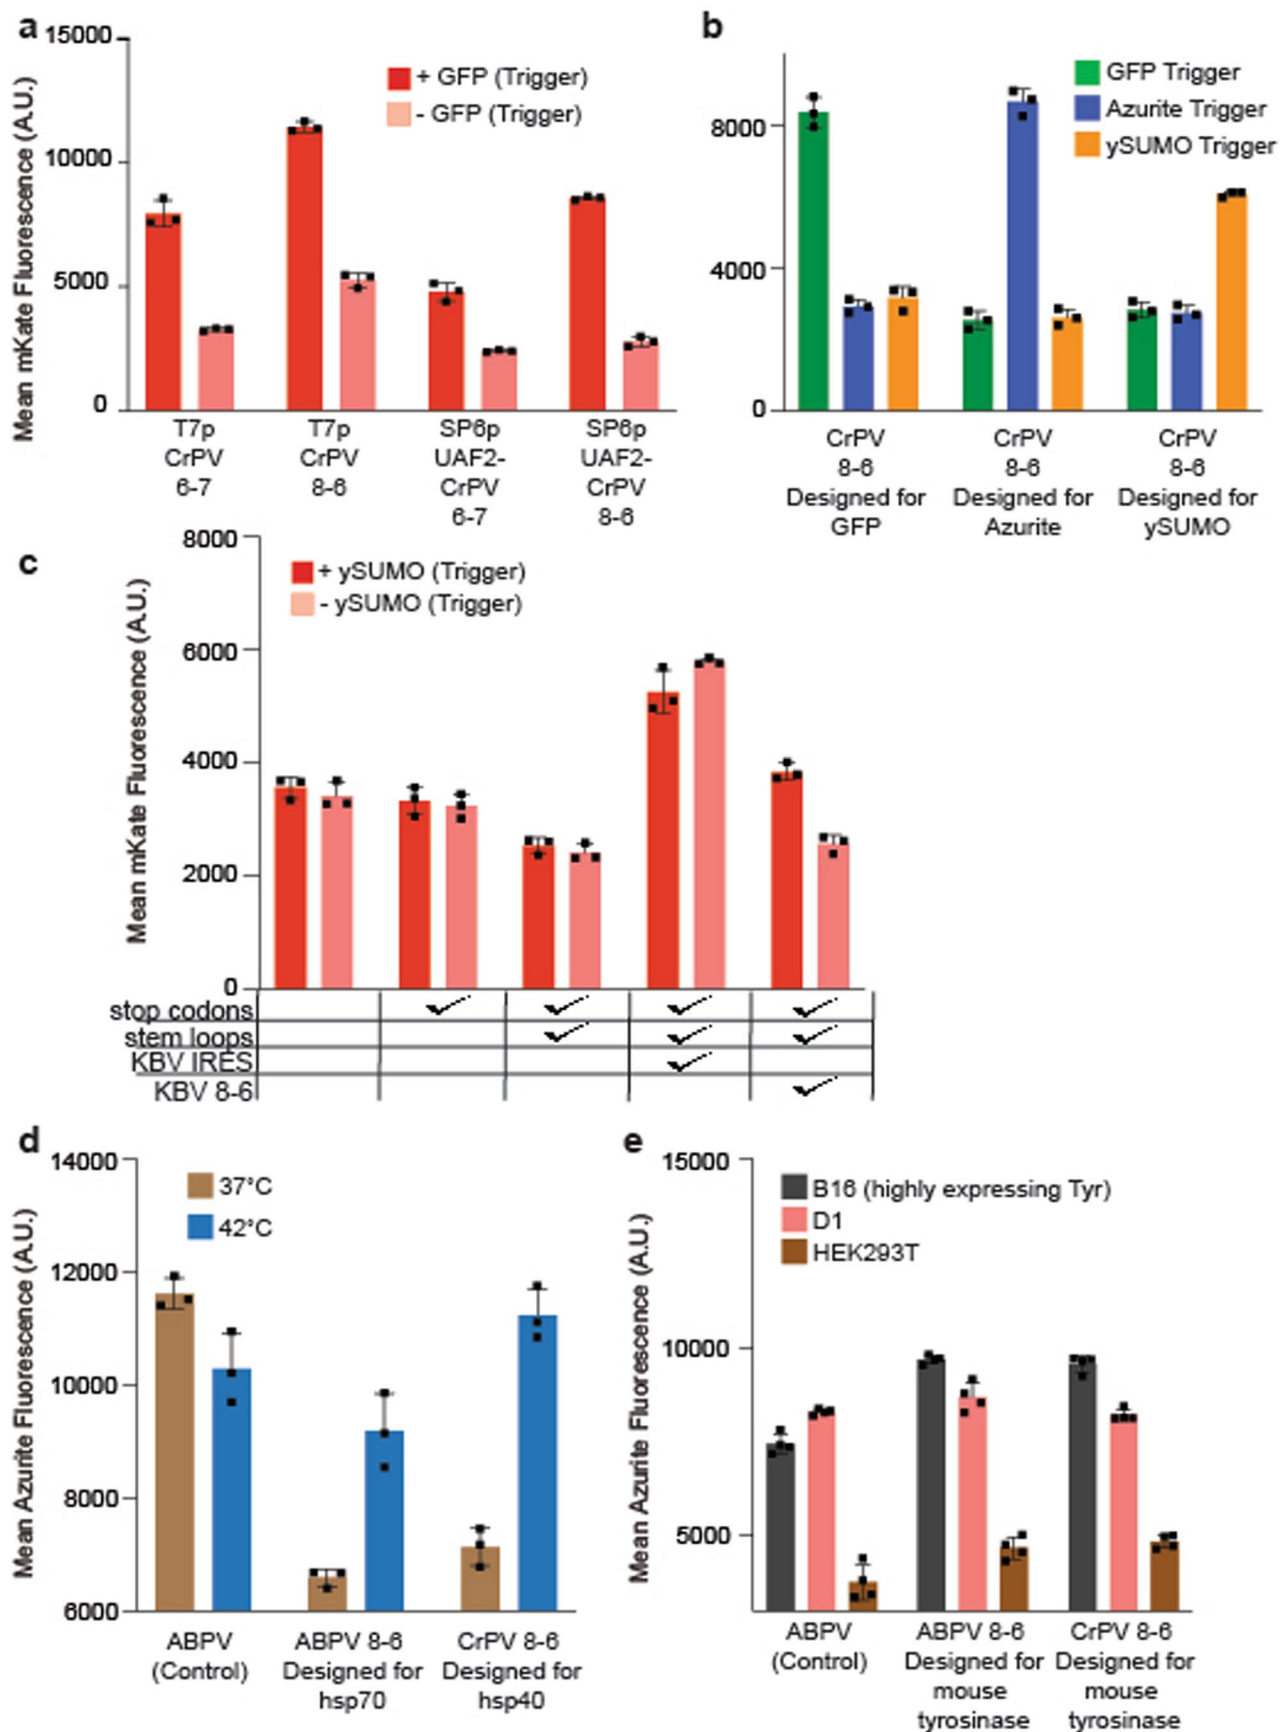 a
15000
10000
5000
0
Mean mKate Fluorescence (A.U.)
+ GFP (Trigger)
- GFP (Trigger)
T7p
CrPV
6-7
T7p
CrPV
8-6
SP6p
UAF2-
CrPV
6-7
SP6p
UAF2-
CrPV
8-6
b
8000
4000
0
GFP Trigger
Azurite Trigger
ySUMO Trigger
CrPV
8-6
Designed for
GFP
CrPV
8-6
Designed for
Azurite
CrPV
8-6
Designed for
ySUMO
c
8000
6000
4000
2000
0
Mean mKate Fluorescence (A.U.)
+ ySUMO (Trigger)
- ySUMO (Trigger)
stop codons
stem loops
KBV IRES
KBV 8-6
d
14000
12000
10000
8000
6000
Mean Azurite Fluorescence (A.U.)
37°C
42°C
ABPV
(Control)
ABPV 8-6
Designed for
hsp70
CrPV 8-6
Designed for
hsp40
e
15000
10000
5000
Mean Azurite Fluorescence (A.U.)
B16 (highly expressing Tyr)
D1
HEK293T
ABPV
(Control)
ABPV 8-6
Designed for
mouse
tyrosinase
CrPV 8-6
Designed for
mouse
tyrosinase